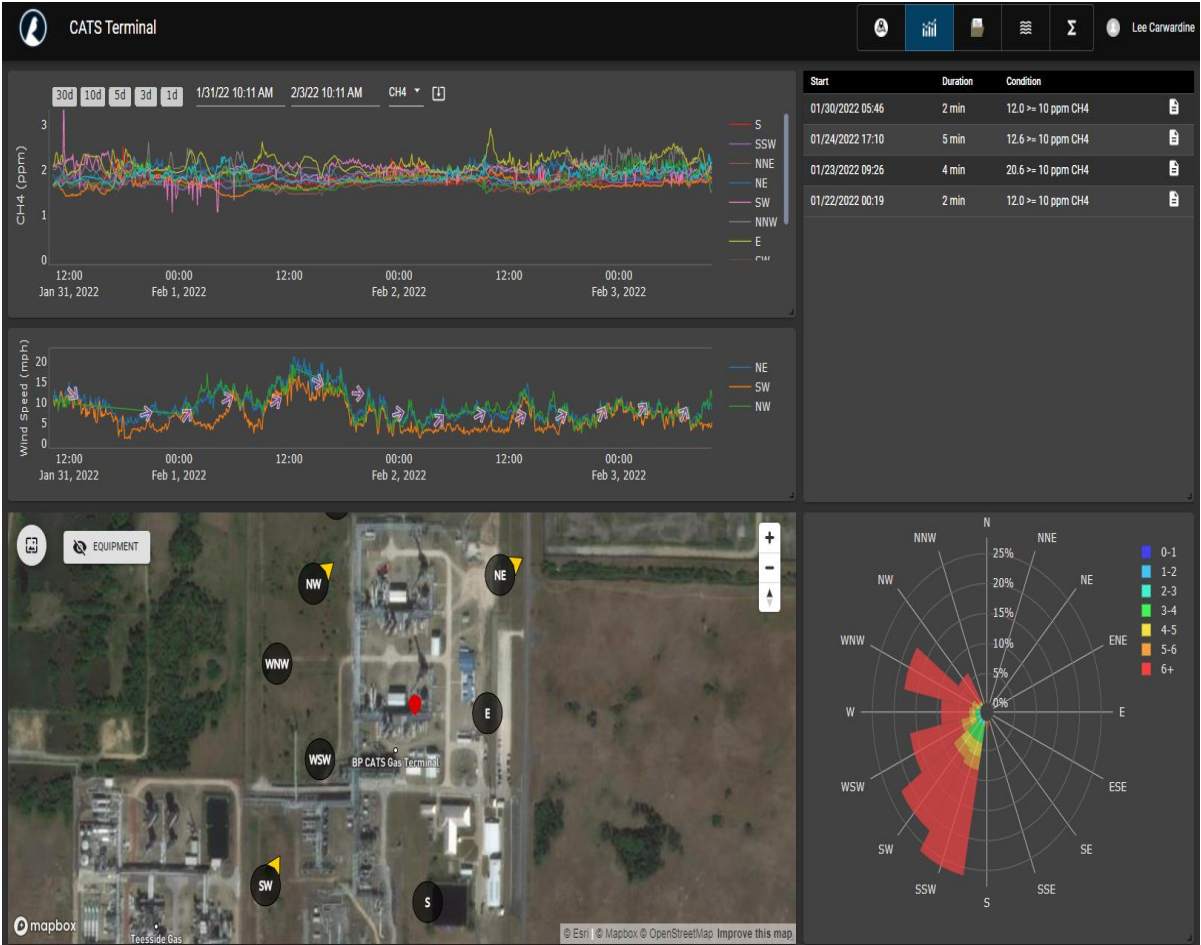 CATS Terminal
Σ
Lee Carwardine
30d 10d 5d 3d 1d 1/31/22 10:11 AM 2/3/22 10:11 AM CH4
CH4 (ppm)
3
2
1
0
12:00 00:00 12:00 00:00 12:00 00:00
Jan 31, 2022 Feb 1, 2022 Feb 2, 2022 Feb 3, 2022
S
SSW
NNE
NE
SW
NNW
E
Start Duration Condition
01/30/2022 05:46 2 min 12.0 >= 10 ppm CH4
01/24/2022 17:10 5 min 12.6 >= 10 ppm CH4
01/23/2022 09:26 4 min 20.6 >= 10 ppm CH4
01/22/2022 00:19 2 min 12.0 >= 10 ppm CH4
Wind Speed (mph)
20
15
10
5
0
12:00 00:00 12:00 00:00 12:00 00:00
Jan 31, 2022 Feb 1, 2022 Feb 2, 2022 Feb 3, 2022
NE
SW
NW
EQUIPMENT
NW
NE
WNW
E
WSW
BP CATS Gas Terminal
SW
S
Teesside Gas
mapbox
© Esri | © Mapbox © OpenStreetMap Improve this map
N
NNE
NE
ENE
E
ESE
SE
SSE
S
SSW
SW
WSW
W
WNW
NW
NNW
25%
20%
15%
10%
5%
0%
0-1
1-2
2-3
3-4
4-5
5-6
6+